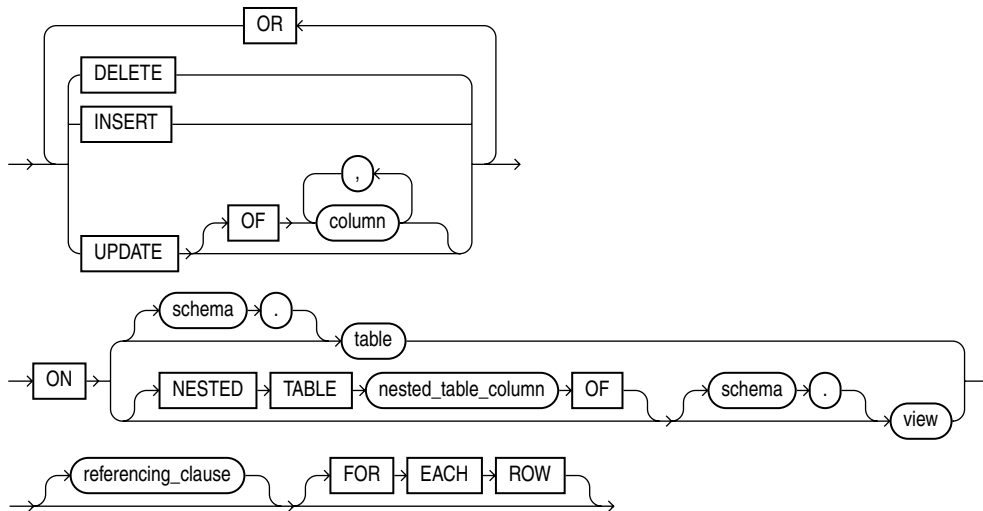 OR
DELETE
INSERT
,
OF column
UPDATE
schema .
table
ON
NESTED TABLE nested_table_column OF schema .
view
referencing_clause FOR EACH ROW